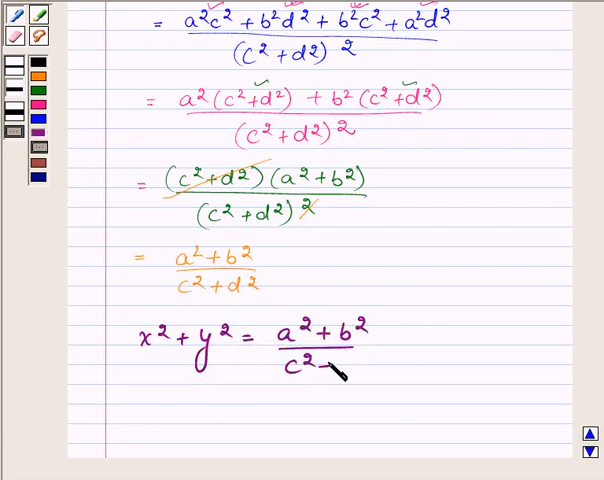 = a²c² + b²d² + b²c² + a²d² / (c² + d²)²
= a²(c² + d²) + b²(c² + d²) / (c² + d²)²
= (c² + d²)(a² + b²) / (c² + d²)²
= a² + b² / c² + d²
x² + y² = a² + b² / c² -